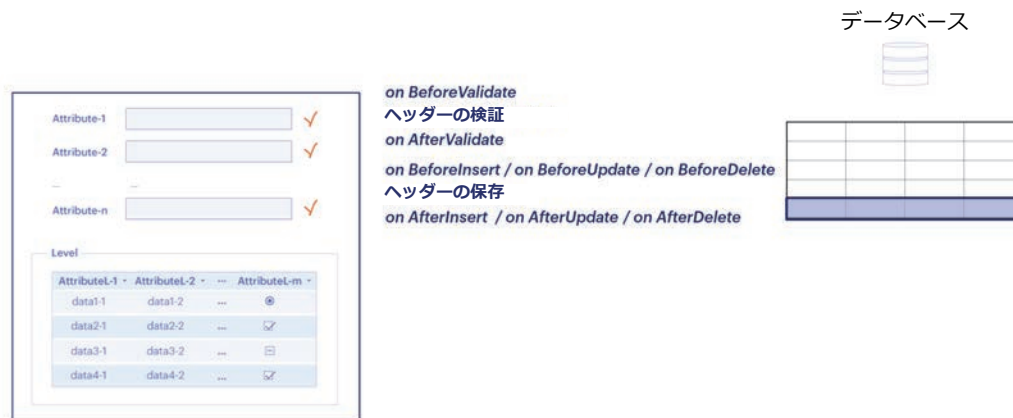 データベース
on BeforeValidate
ヘッダーの検証
on AfterValidate
on BeforeInsert / on BeforeUpdate / on BeforeDelete
ヘッダーの保存
on AfterInsert / on AfterUpdate / on AfterDelete
Attribute-1
Attribute-2
... ...
Attribute-n
Level
AttributeL-1 AttributeL-2 ... AttributeL-m
data1-1 data1-2 ...
data2-1 data2-2 ...
data3-1 data3-2 ...
data4-1 data4-2 ...